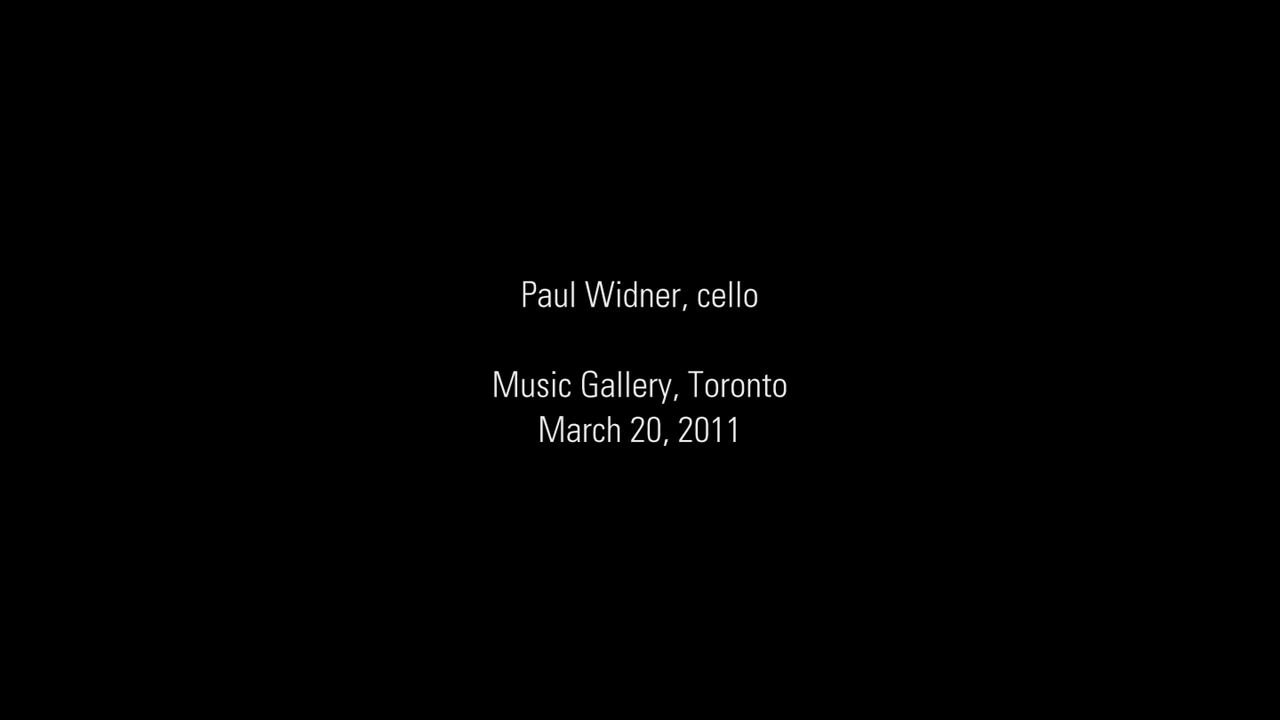 Paul Widner, cello
Music Gallery, Toronto
March 20, 2011